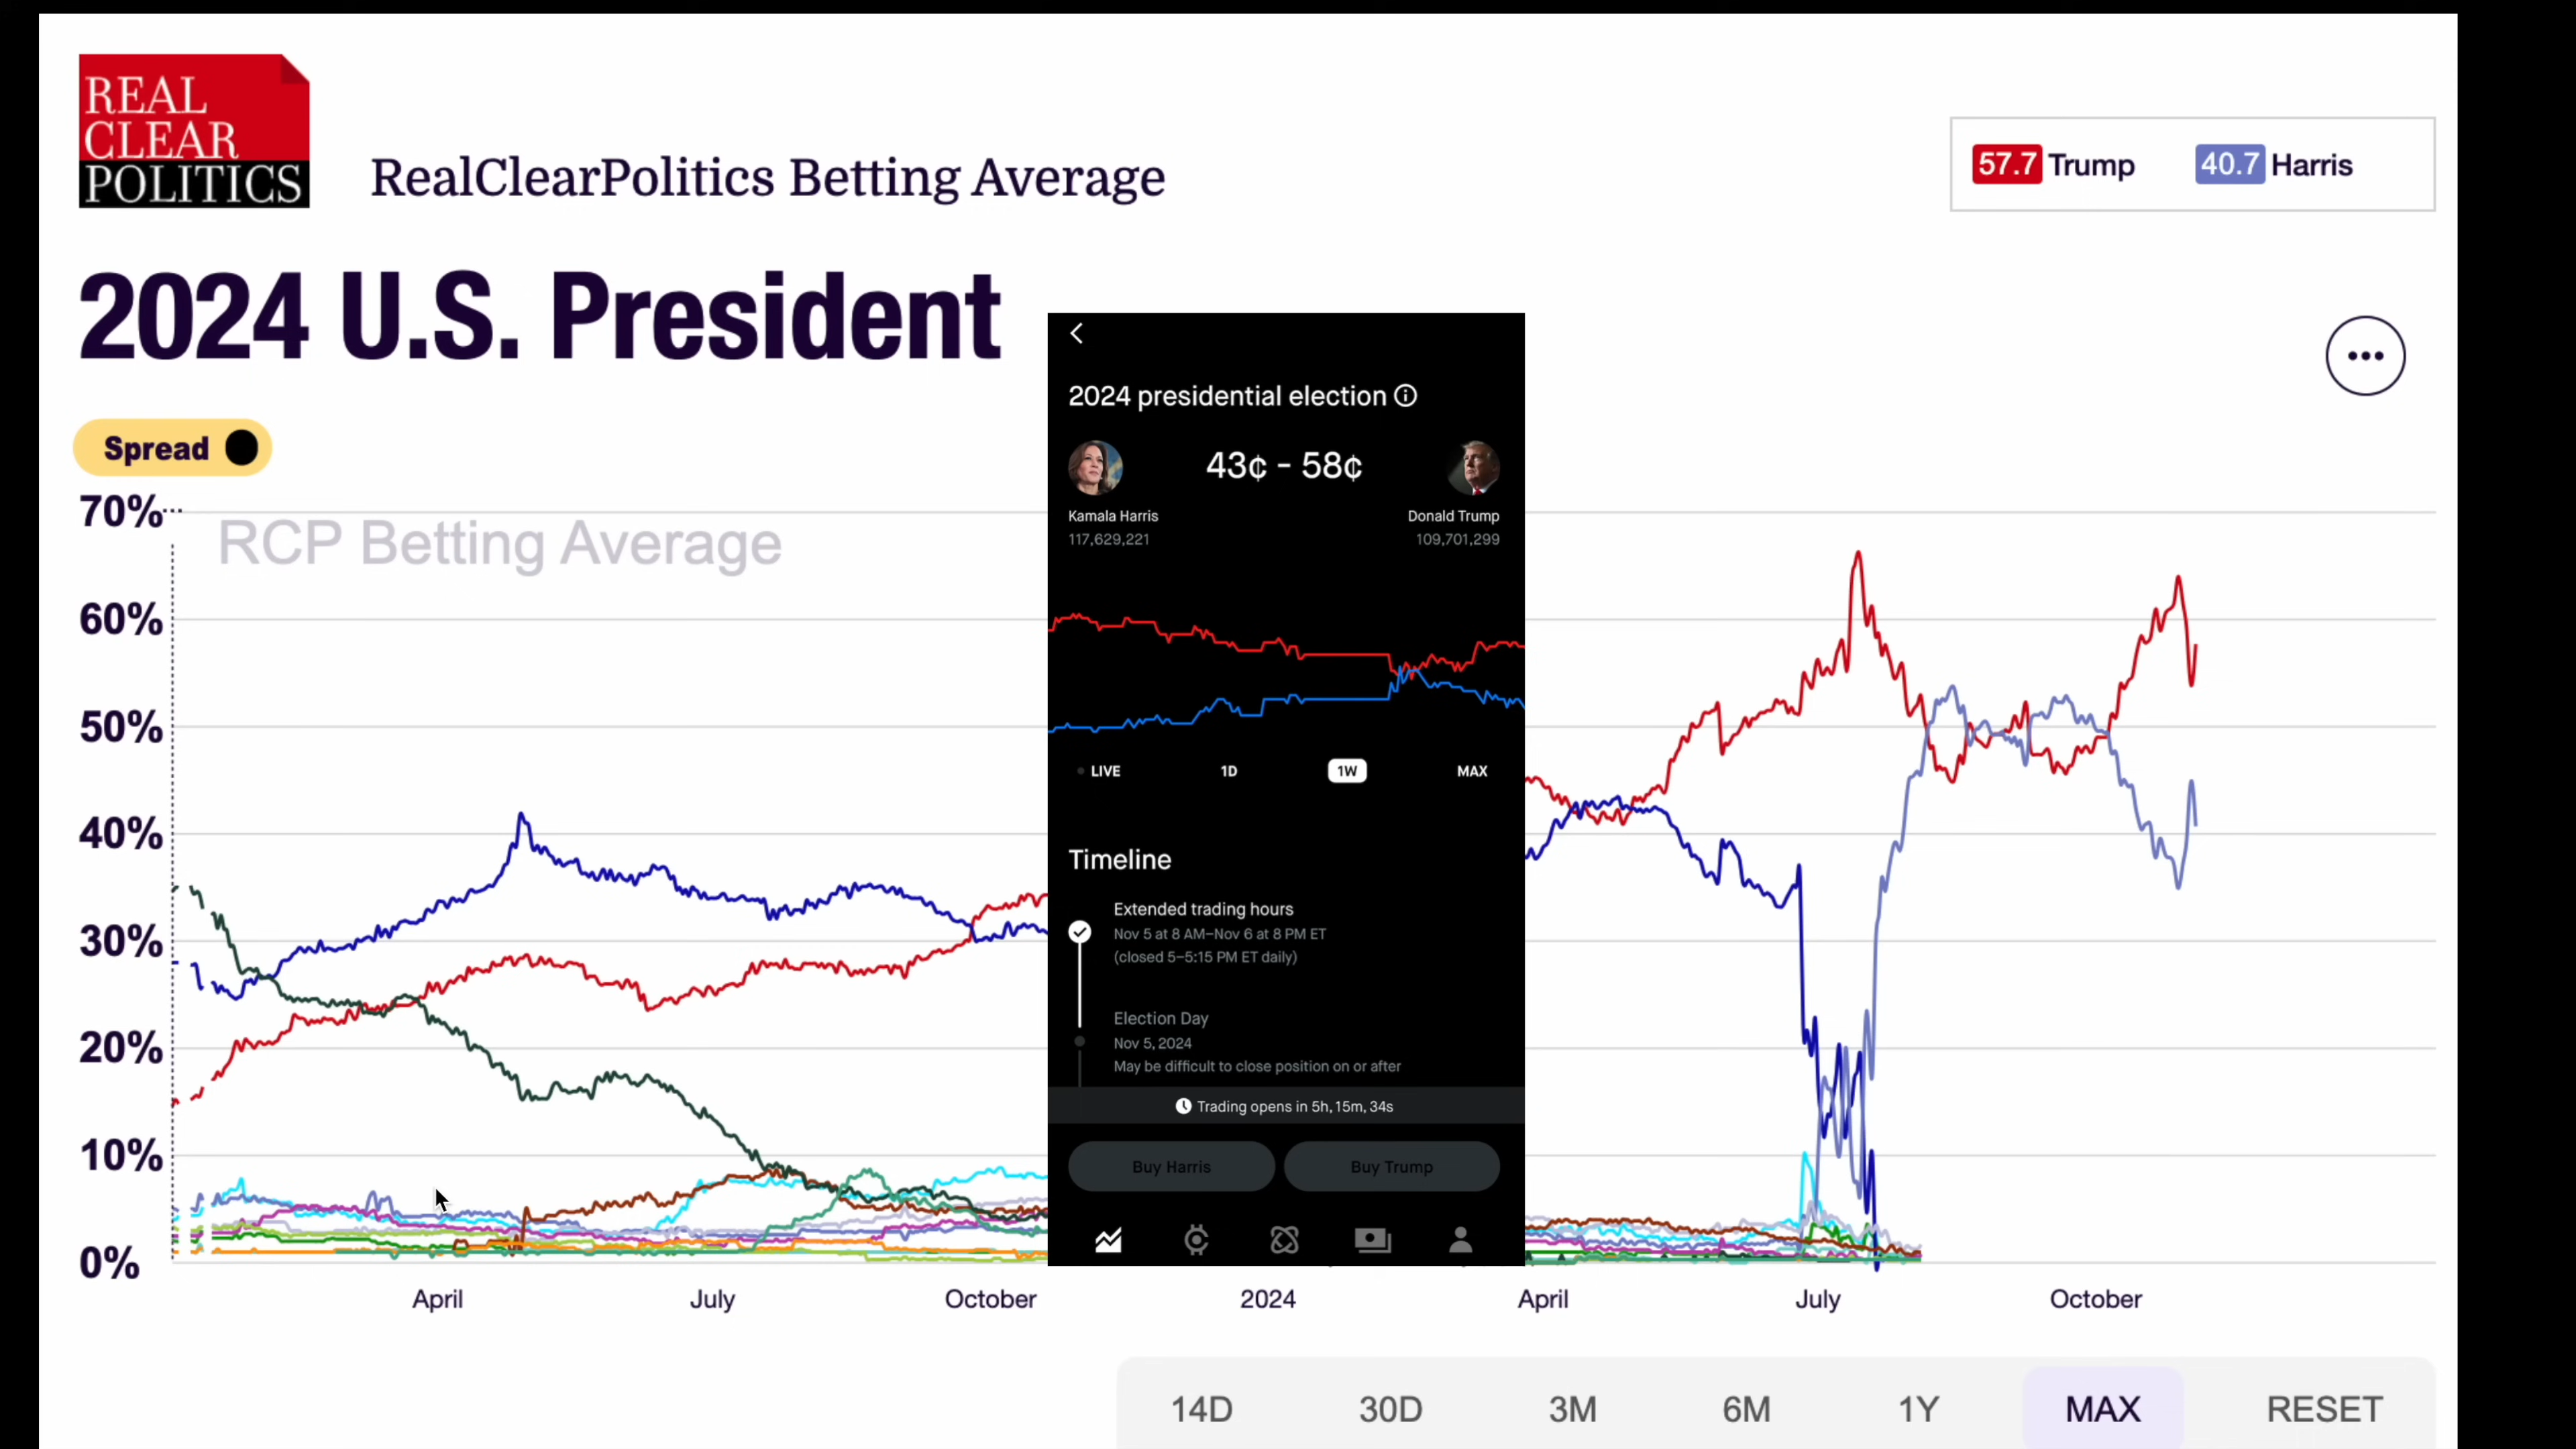 REAL
CLEAR
POLITICS
RealClearPolitics Betting Average
57.7 Trump 40.7 Harris
2024 U.S. President
Spread
RCP Betting Average
70%
60%
50%
40%
30%
20%
10%
0%
2024 presidential election
43¢ - 58¢
Kamala Harris Donald Trump
117,629,221 109,701,299
LIVE 1D 1W MAX
Timeline
Extended trading hours
Nov 5 at 8 AM–Nov 6 at 8 PM ET
(closed 5–5:15 PM ET daily)
Election Day
Nov 5, 2024
May be difficult to close position on or after
Trading opens in 5h, 15m, 34s
Buy Harris Buy Trump
April July October 2024 April July October
14D 30D 3M 6M 1Y MAX RESET